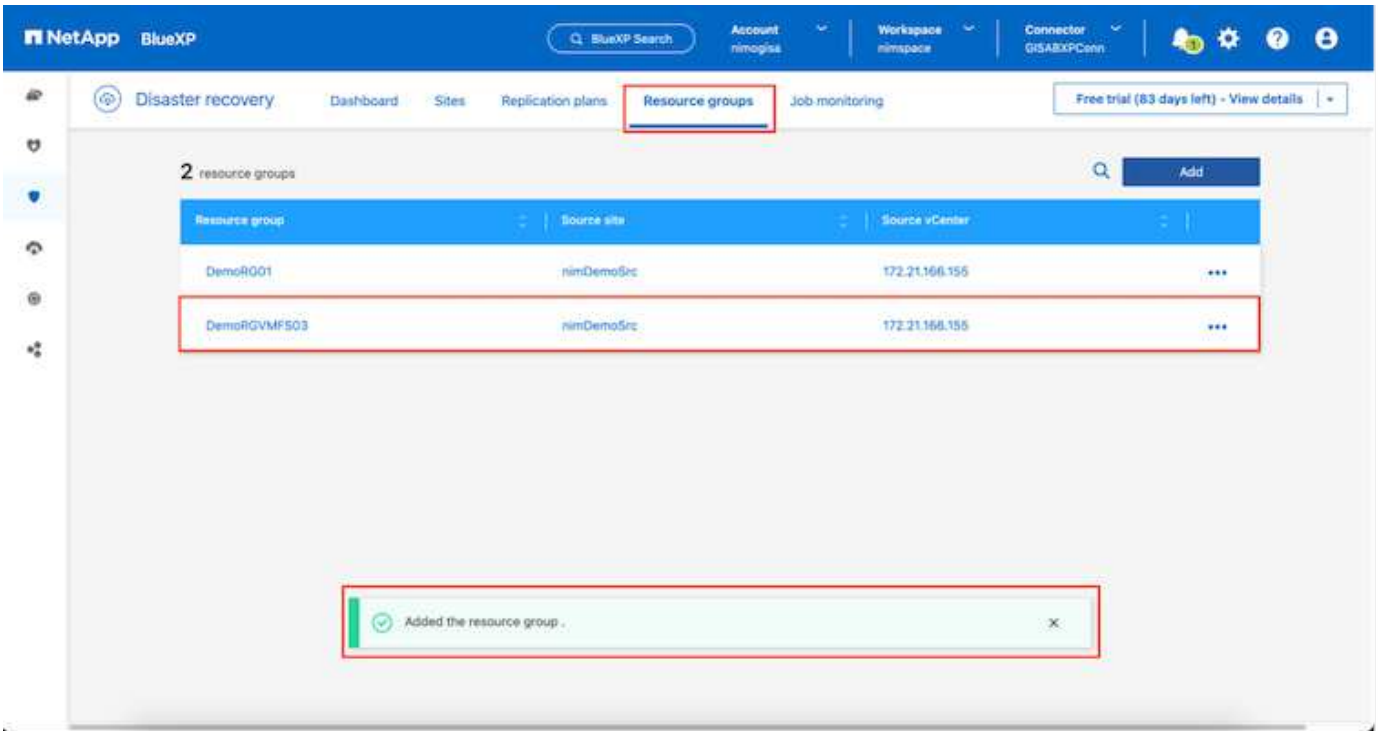 NetApp BlueXP
BlueXP Search
Account
nimogisa
Workspace
nimspace
Connector
GISABXPConn
Disaster recovery
Dashboard
Sites
Replication plans
Resource groups
Job monitoring
Free trial (83 days left) - View details
2 resource groups
Add
Resource group
Source site
Source vCenter
DemoRG01
nimDemoSrc
172.21.166.155
DemoRGVMFS03
nimDemoSrc
172.21.166.155
Added the resource group .